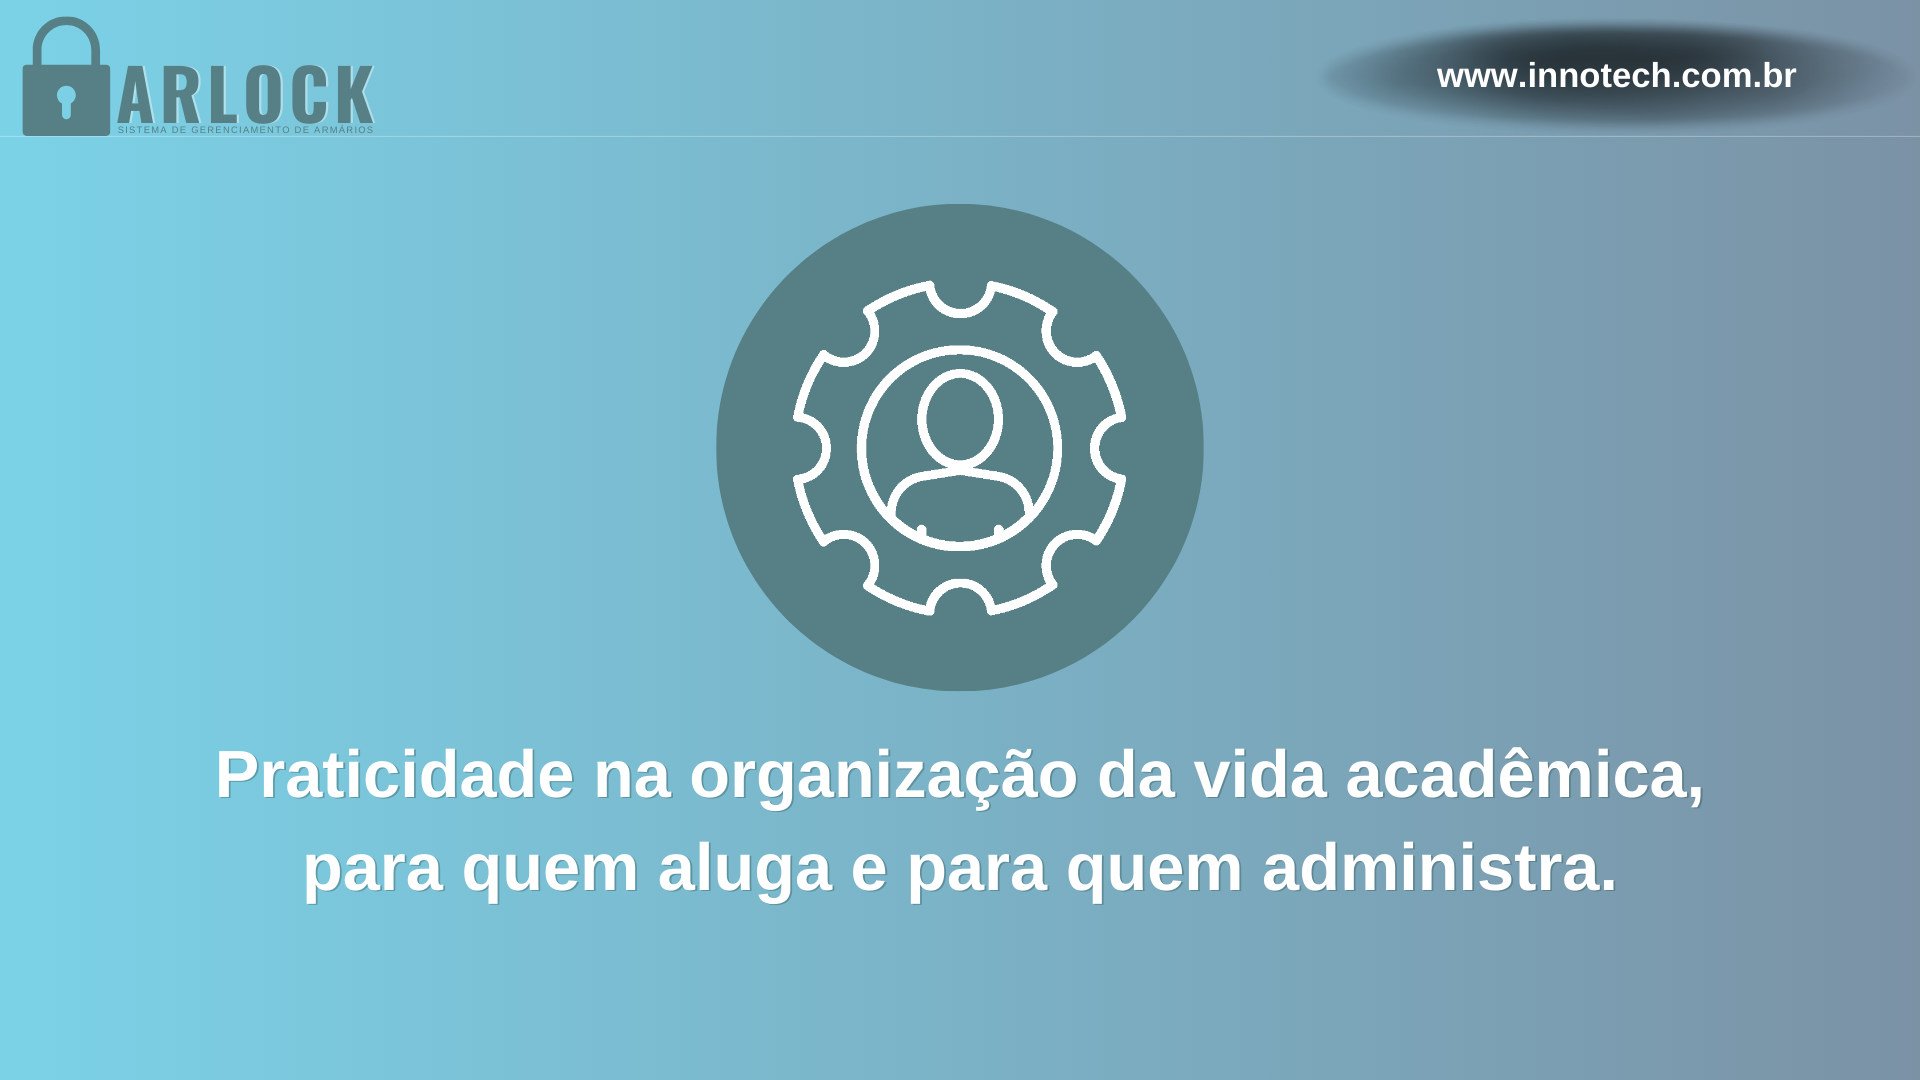 ARLOCK
SISTEMA DE GERENCIAMENTO DE ARMÁRIOS
www.innotech.com.br
Praticidade na organização da vida acadêmica,
para quem aluga e para quem administra.